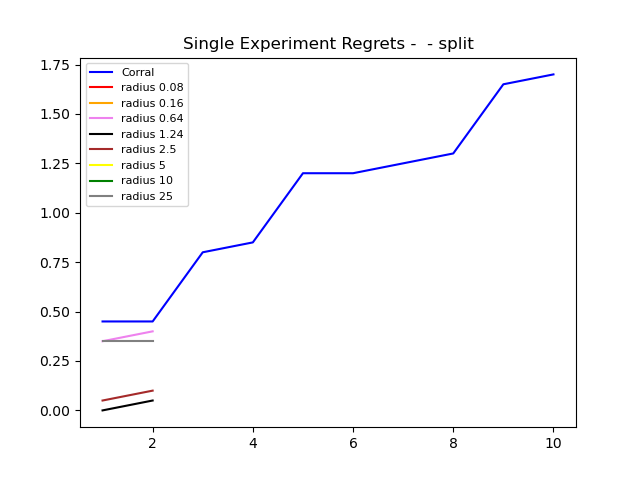 Single Experiment Regrets -  - split
1.75
1.50
1.25
1.00
0.75
0.50
0.25
0.00
Corral
radius 0.08
radius 0.16
radius 0.64
radius 1.24
radius 2.5
radius 5
radius 10
radius 25
2 4 6 8 10